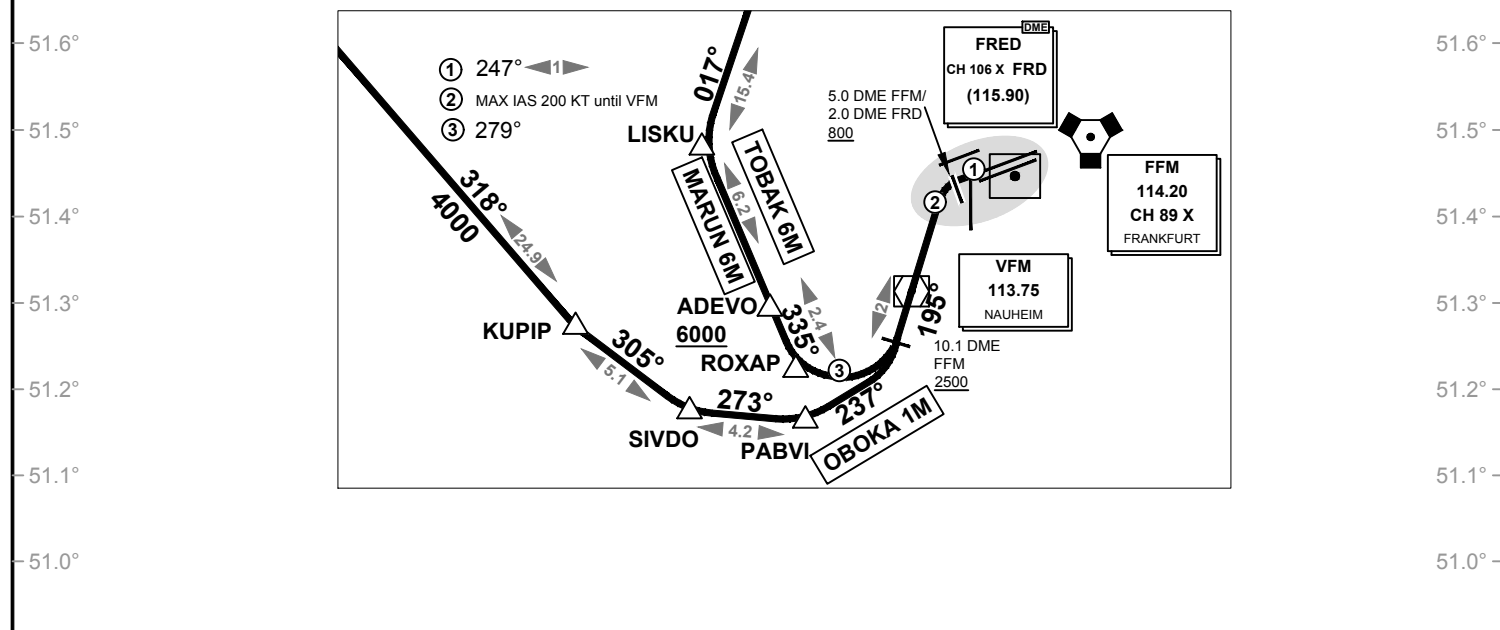 51.6°
51.5°
51.4°
51.3°
51.2°
51.1°
51.0°
① 247° 1
② MAX IAS 200 KT until VFM
③ 279°
017°
15.4
LISKU
MARUN 6M
TOBAK 6M
6.2
318°
4000
24.9
KUPIP
305°
5.1
SIVDO
273°
4.2
PABVI
237°
OBOKA 1M
ADEVO
6000
ROXAP
335°
2.4
3
2
195°
10.1 DME
FFM
2500
5.0 DME FFM/
2.0 DME FRD
800
1
2
DME
FRED
CH 106 X FRD
(115.90)
FFM
114.20
CH 89 X
FRANKFURT
VFM
113.75
NAUHEIM
51.6°
51.5°
51.4°
51.3°
51.2°
51.1°
51.0°